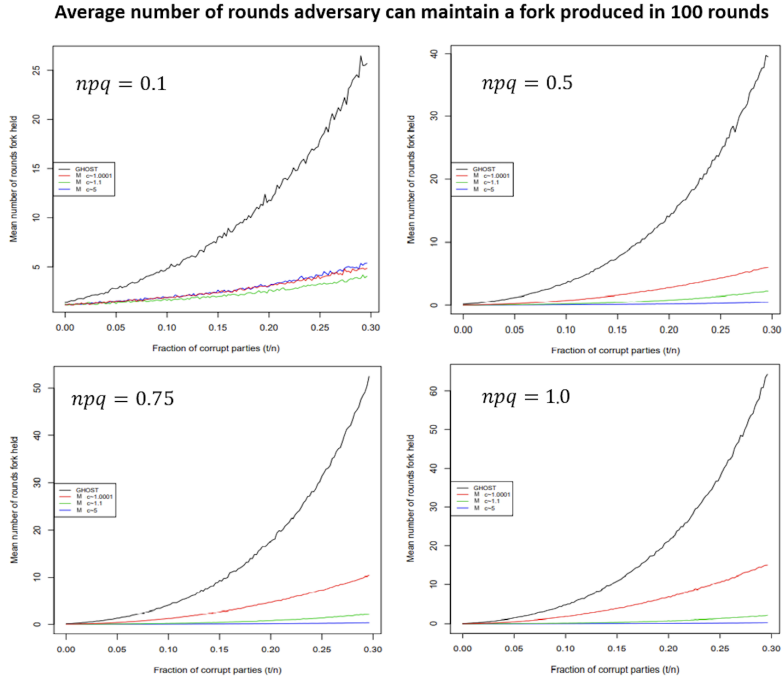 Average number of rounds adversary can maintain a fork produced in 100 rounds
npq = 0.1
25
20
15
10
5
Mean number of rounds fork held
GHOST
M c~1.0001
M c~1.1
M c~5
0.00 0.05 0.10 0.15 0.20 0.25 0.30
Fraction of corrupt parties (t/n)
npq = 0.5
40
30
20
10
0
Mean number of rounds fork held
GHOST
M c~1.0001
M c~1.1
M c~5
0.00 0.05 0.10 0.15 0.20 0.25 0.30
Fraction of corrupt parties (t/n)
npq = 0.75
50
40
30
20
10
0
Mean number of rounds fork held
GHOST
M c~1.0001
M c~1.1
M c~5
0.00 0.05 0.10 0.15 0.20 0.25 0.30
Fraction of corrupt parties (t/n)
npq = 1.0
60
50
40
30
20
10
0
Mean number of rounds fork held
GHOST
M c~1.0001
M c~1.1
M c~5
0.00 0.05 0.10 0.15 0.20 0.25 0.30
Fraction of corrupt parties (t/n)